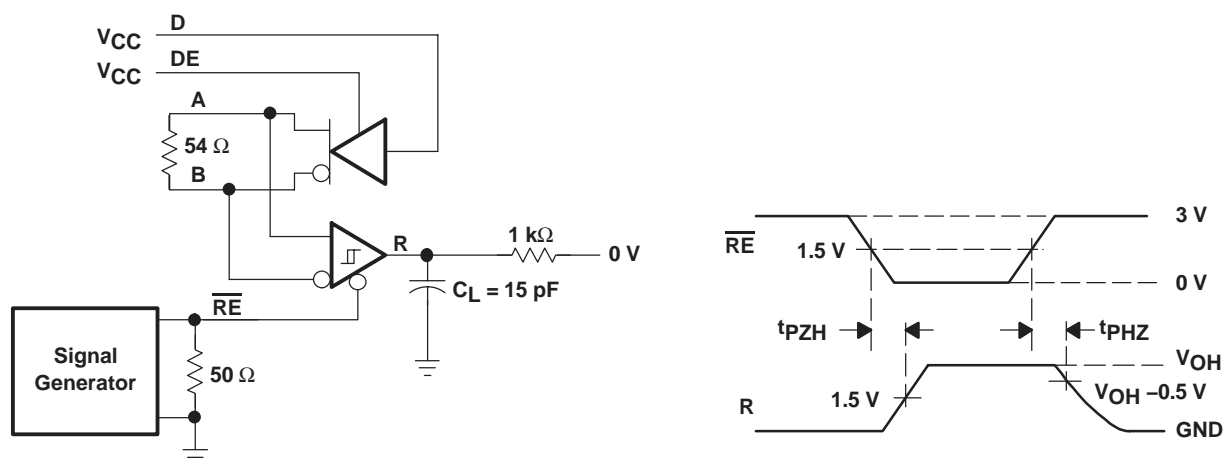 VCC D
VCC DE
A
54 Ω
B
R
1 kΩ
0 V
CL = 15 pF
RE
Signal
Generator
50 Ω
RE
3 V
1.5 V
0 V
tPZH
tPHZ
VOH
R
1.5 V
VOH –0.5 V
GND